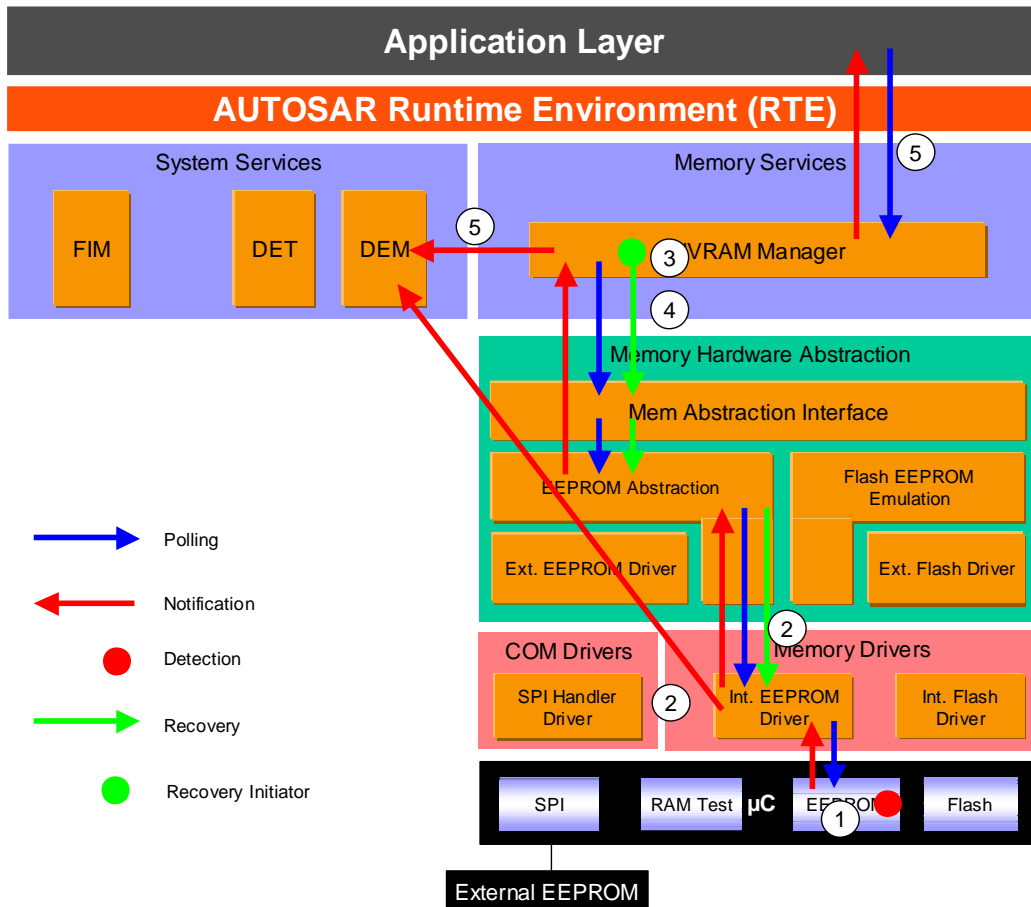 Application Layer
AUTOSAR Runtime Environment (RTE)
System Services
Memory Services
5
FIM
DET
DEM
5
3
VRAM Manager
4
Memory Hardware Abstraction
Mem Abstraction Interface
EEPROM Abstraction
Flash EEPROM
Emulation
Ext. EEPROM Driver
Ext. Flash Driver
Polling
Notification
Detection
Recovery
Recovery Initiator
2
COM Drivers
Memory Drivers
SPI Handler
Driver
2
Int. EEPROM
Driver
Int. Flash
Driver
SPI
RAM Test
µC
EEPROM
1
Flash
External EEPROM